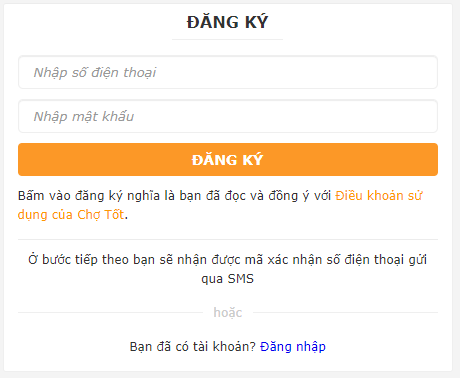 ĐĂNG KÝ
Nhập số điện thoại
Nhập mật khẩu
ĐĂNG KÝ
Bấm vào đăng ký nghĩa là bạn đã đọc và đồng ý với Điều khoản sử
dụng của Chợ Tốt.
Ở bước tiếp theo bạn sẽ nhận được mã xác nhận số điện thoại gửi
qua SMS
hoặc
Bạn đã có tài khoản? Đăng nhập